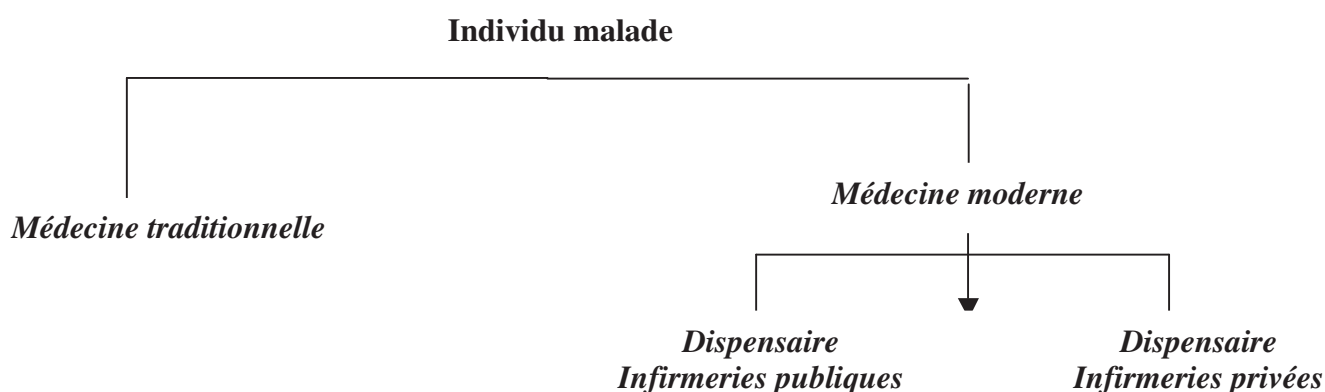 Individu malade
Médecine moderne
Médecine traditionnelle
Dispensaire
Infirmeries publiques
Dispensaire
Infirmeries privées